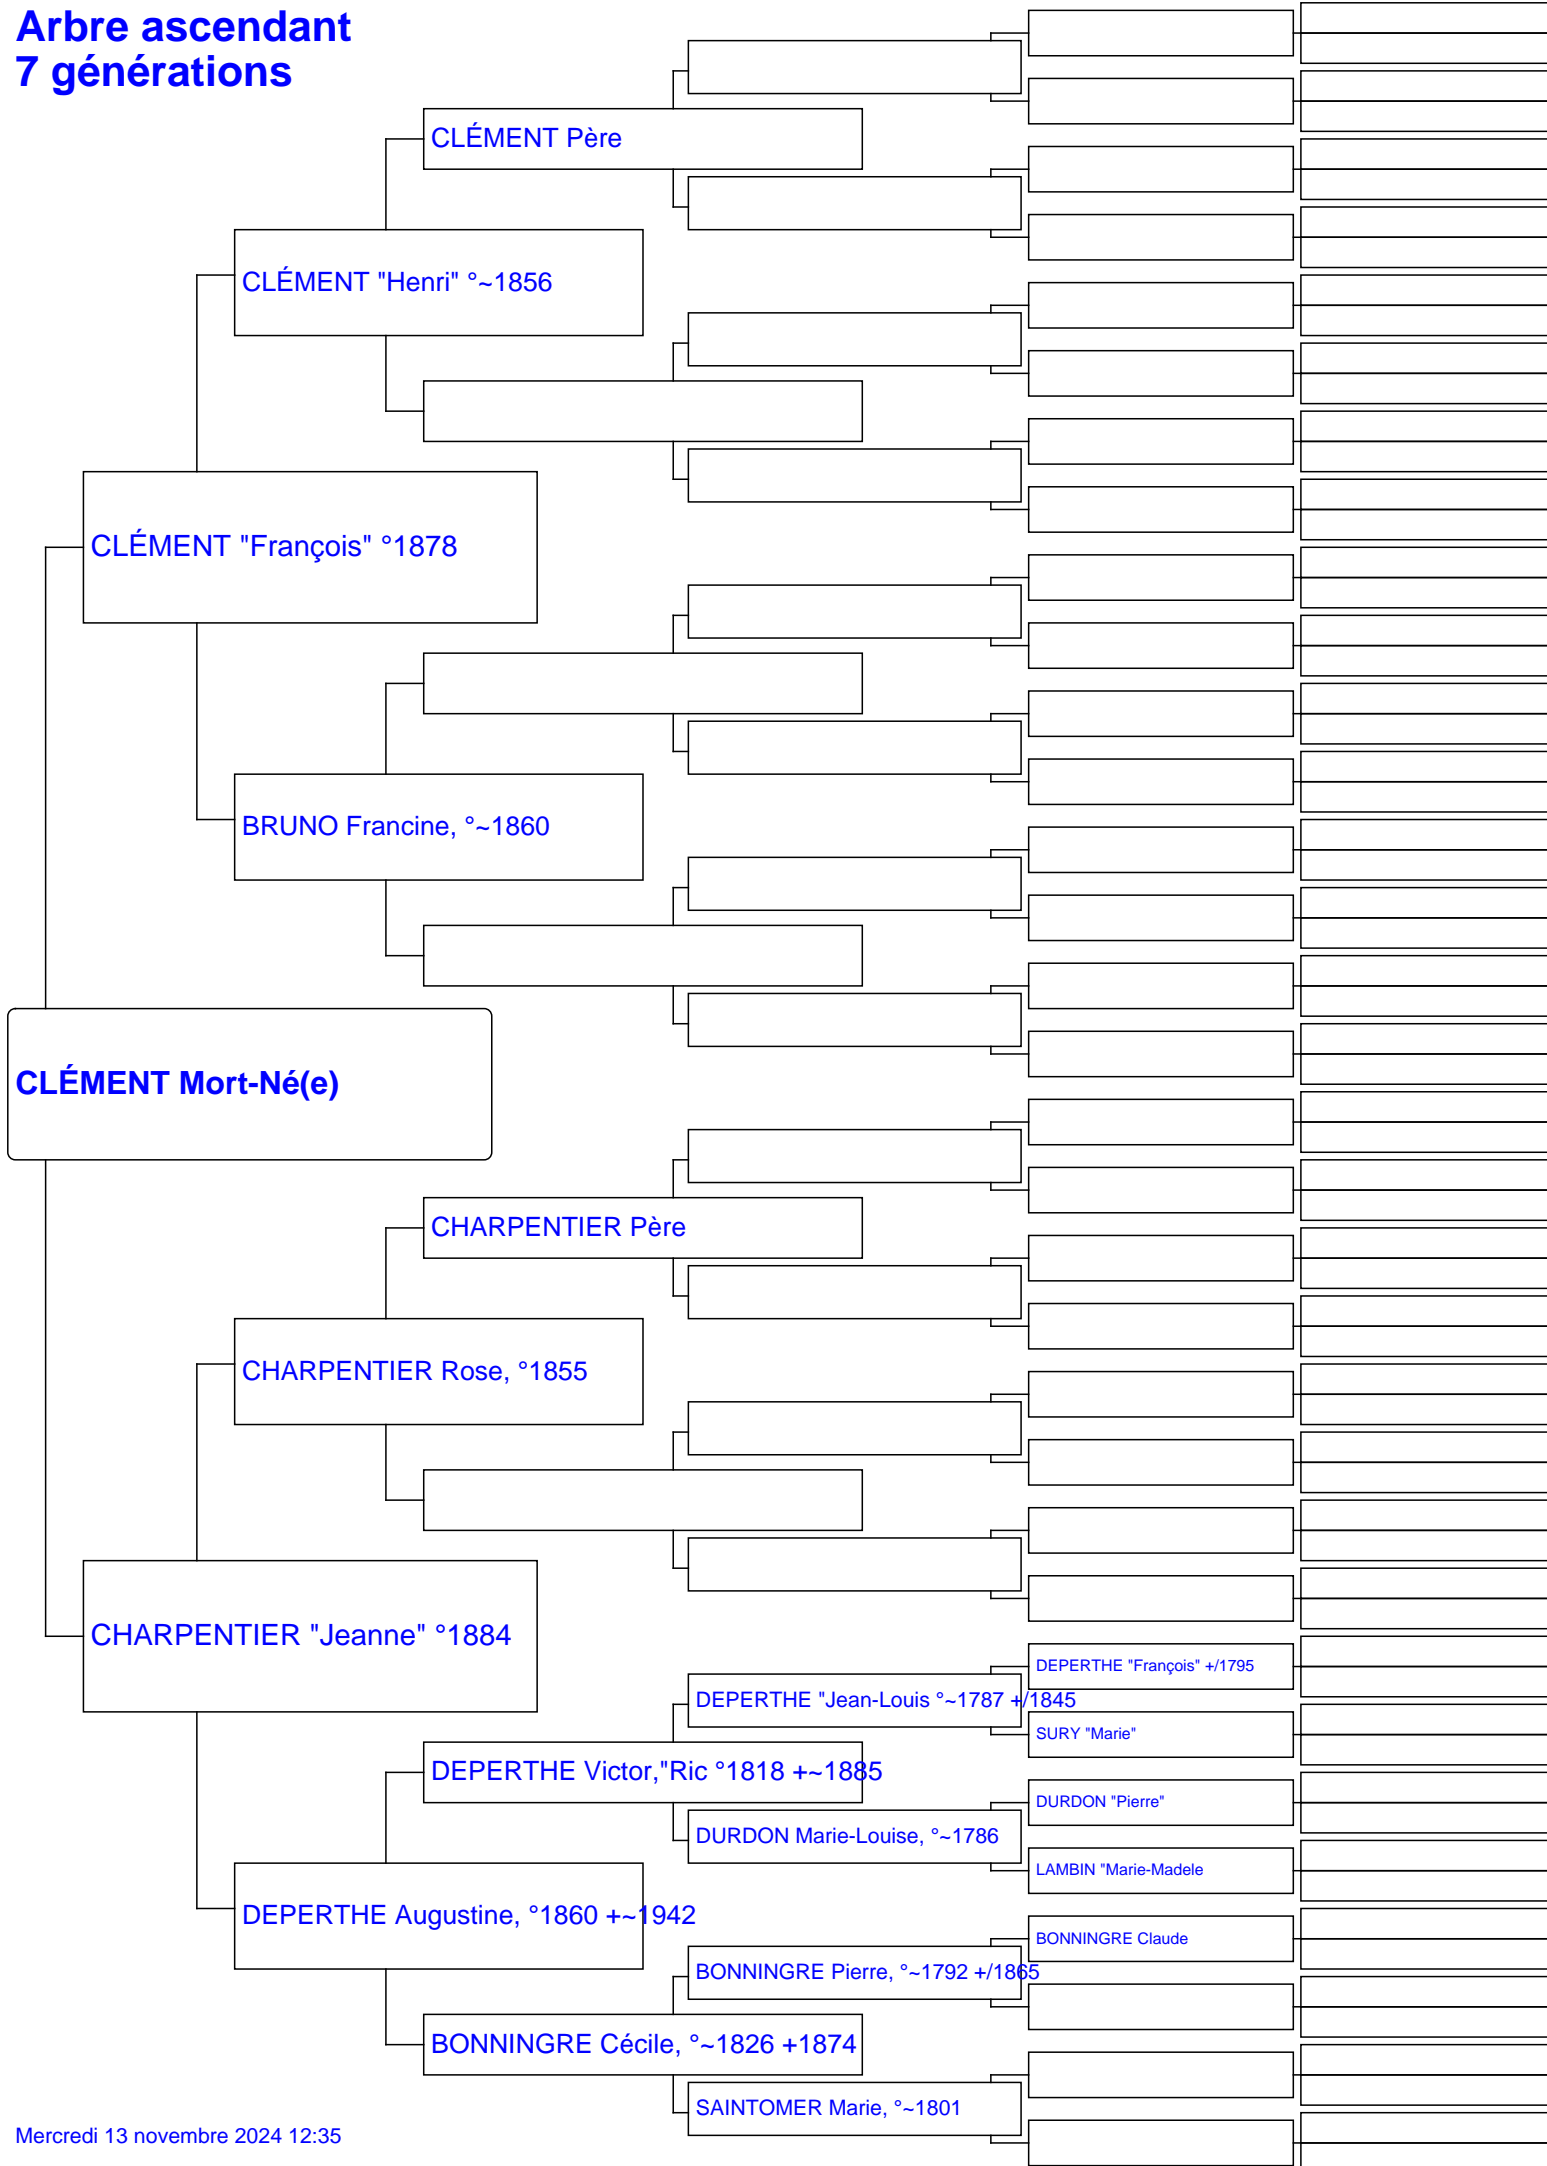 Arbre ascendant
7 générations
CLÉMENT Père
CLÉMENT "Henri" °~1856
CLÉMENT "François" °1878
BRUNO Francine, °~1860
CLÉMENT Mort-Né(e)
CHARPENTIER Père
CHARPENTIER Rose, °1855
CHARPENTIER "Jeanne" °1884
DEPERTHE "François" +/1795
DEPERTHE "Jean-Louis °~1787 +/1845
SURY "Marie"
DEPERTHE Victor,"Ric °1818 +~1885
DURDON "Pierre"
DURDON Marie-Louise, °~1786
LAMBIN "Marie-Madele
DEPERTHE Augustine, °1860 +~1942
BONNINGRE Claude
BONNINGRE Pierre, °~1792 +/1865
BONNINGRE Cécile, °~1826 +1874
SAINTOMER Marie, °~1801
Mercredi 13 novembre 2024 12:35